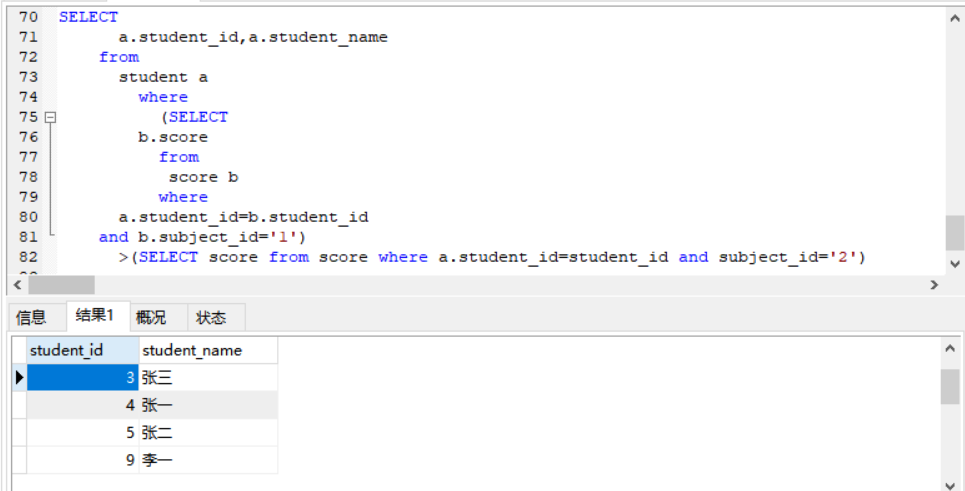 70 SELECT
71 a.student_id,a.student_name
72 from
73 student a
74 where
75 (SELECT
76 b.score
77 from
78 score b
79 where
80 a.student_id=b.student_id
81 and b.subject_id='1')
82 >(SELECT score from score where a.student_id=student_id and subject_id='2')
信息 结果1 概况 状态
student_id student_name
3 张三
4 张一
5 张二
9 李一